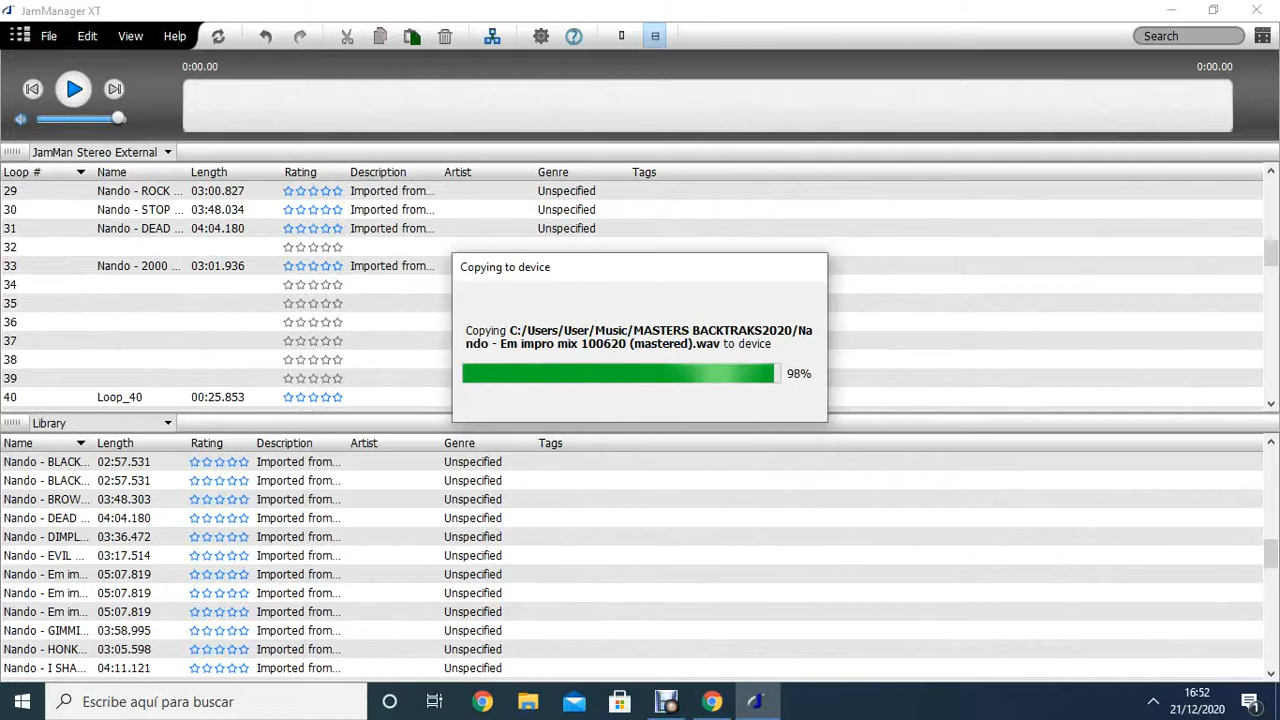 JamManager XT
File Edit View Help Search
0:00.00 0:00.00
JamMan Stereo External
Loop # Name Length Rating Description Artist Genre Tags
29 Nando - ROCK ... 03:00.827 Imported from... Unspecified
30 Nando - STOP ... 03:48.034 Imported from... Unspecified
31 Nando - DEAD ... 04:04.180 Imported from... Unspecified
32
33 Nando - 2000 ... 03:01.936 Imported from...
34
35
36
37
38
39
40 Loop_40 00:25.853
Copying to device
Copying C:/Users/User/Music/MASTERS BACKTRAKS2020/Na
ndo - Em impro mix 100620 (mastered).wav to device
98%
Library
Name Length Rating Description Artist Genre Tags
Nando - BLACK... 02:57.531 Imported from... Unspecified
Nando - BLACK... 02:57.531 Imported from... Unspecified
Nando - BROW... 03:48.303 Imported from... Unspecified
Nando - DEAD ... 04:04.180 Imported from... Unspecified
Nando - DIMPL... 03:36.472 Imported from... Unspecified
Nando - EVIL ... 03:17.514 Imported from... Unspecified
Nando - Em im... 05:07.819 Imported from... Unspecified
Nando - Em im... 05:07.819 Imported from... Unspecified
Nando - Em im... 05:07.819 Imported from... Unspecified
Nando - GIMMI... 03:58.995 Imported from... Unspecified
Nando - HONK... 03:05.598 Imported from... Unspecified
Nando - I SHA... 04:11.121 Imported from... Unspecified
Escribe aquí para buscar
16:52
21/12/2020
1